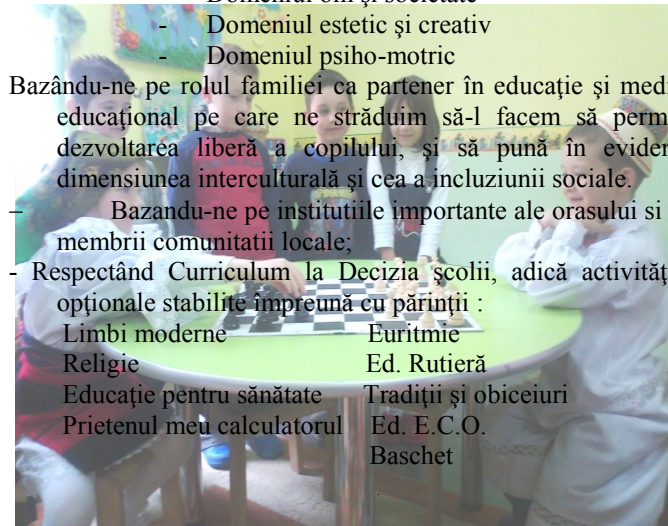 Domeniul om şi societate
- Domeniul estetic şi creativ
- Domeniul psiho-motric
Bazându-ne pe rolul familiei ca partener în educaţie şi
educaţional pe care ne străduim să-l facem să
dezvoltarea liberă a copilului, şi să pună în
dimensiunea interculturală şi cea a incluziunii sociale.
– Bazandu-ne pe institutiile importante ale orasului si
membrii comunitatii locale;
- Respectând Curriculum la Decizia şcolii, adică
opţionale stabilite împreună cu părinţii :
Limbi moderne Euritmie
Religie Ed. Rutieră
Educaţie pentru sănătate Tradiţii şi obiceiuri
Prietenul meu calculatorul Ed. E.C.O.
Baschet